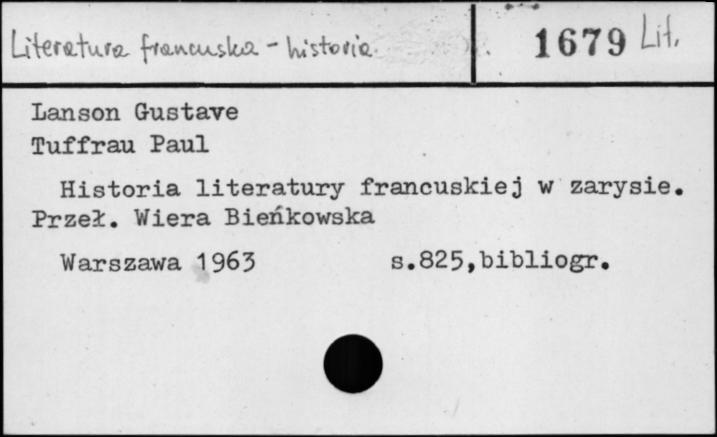 Literatura francuska - historia
1679 Lit.
Lanson Gustave
Tuffrau Paul
Historia literatury francuskiej w zarysie.
Przeł. Wiera Bieńkowska
Warszawa 1963 s.825,bibliogr.